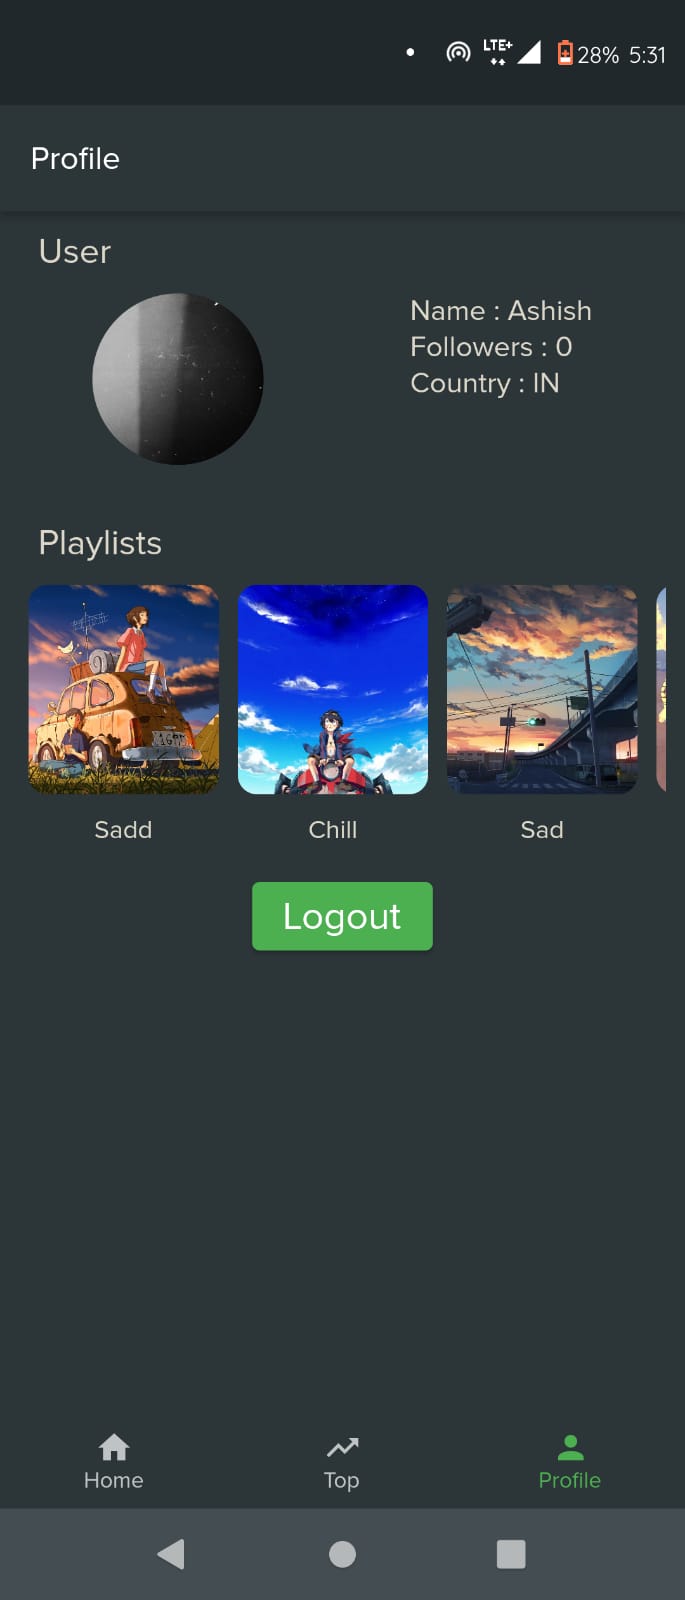 LTE+ 28% 5:31
Profile
User
Name : Ashish
Followers : 0
Country : IN
Playlists
Sadd
Chill
Sad
Logout
Home
Top
Profile